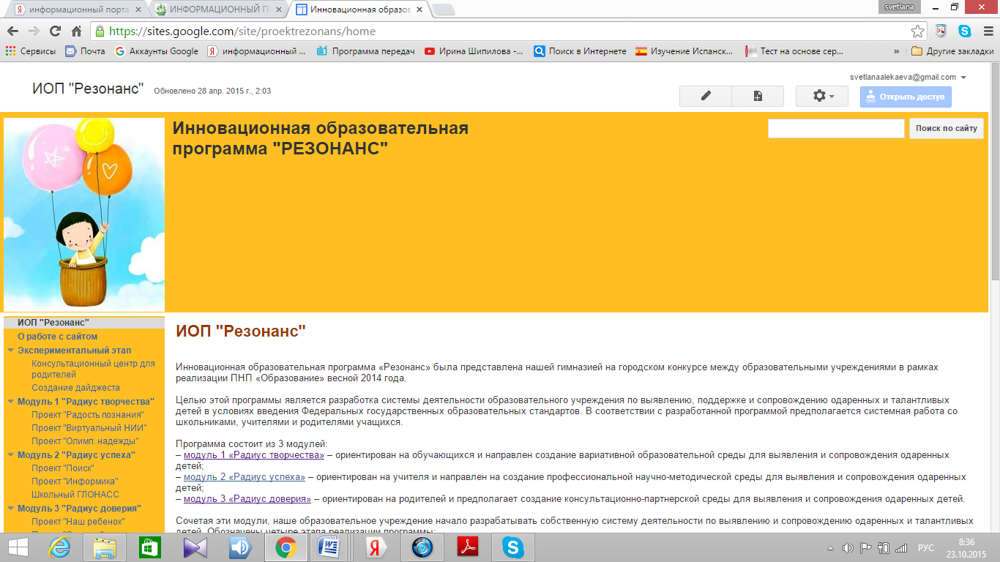 информационный порта
ИНФОРМАЦИОННЫЙ П
Инновационная образов
svetlana
https://sites.google.com/site/proektrezonans/home
Сервисы Почта Аккаунты Google информационный ... Программа передач Ирина Шипилова -... Поиск в Интернете Изучение Испанск... Тест на основе сер... » Другие закладки
svetlanaalekaeva@gmail.com
ИОП "Резонанс" Обновлено 28 апр. 2015 г., 2:03
Открыть доступ
Инновационная образовательная
программа "РЕЗОНАНС"
Поиск по сайту
ИОП "Резонанс"
О работе с сайтом
Экспериментальный этап
Консультационный центр для
родителей
Создание дайджеста
Модуль 1 "Радиус творчества"
Проект "Радость познания"
Проект "Виртуальный НИИ"
Проект "Олимп. надежды"
Модуль 2 "Радиус успеха"
Проект "Поиск"
Проект "Информика"
Школьный ГЛОНАСС
Модуль 3 "Радиус доверия"
Проект "Наш ребенок"
ИОП "Резонанс"
Инновационная образовательная программа «Резонанс» была представлена нашей гимназией на городском конкурсе между образовательными учреждениями в рамках
реализации ПНП «Образование» весной 2014 года.
Целью этой программы является разработка системы деятельности образовательного учреждения по выявлению, поддержке и сопровождению одаренных и талантливых
детей в условиях введения Федеральных государственных образовательных стандартов. В соответствии с разработанной программой предполагается системная работа со
школьниками, учителями и родителями учащихся.
Программа состоит из 3 модулей:
– модуль 1 «Радиус творчества» – ориентирован на обучающихся и направлен создание вариативной образовательной среды для выявления и сопровождения одаренных
детей;
– модуль 2 «Радиус успеха» – ориентирован на учителя и направлен на создание профессиональной научно-методической среды для выявления и сопровождения одаренных
детей;
– модуль 3 «Радиус доверия» – ориентирован на родителей и предполагает создание консультационно-партнерской среды для выявления и сопровождения одаренных детей.
Сочетая эти модули, наше образовательное учреждение начало разрабатывать собственную систему деятельности по выявлению и сопровождению одаренных и талантливых
детей. Обозначены четыре этапа реализации программы:
РУС
8:36
23.10.2015